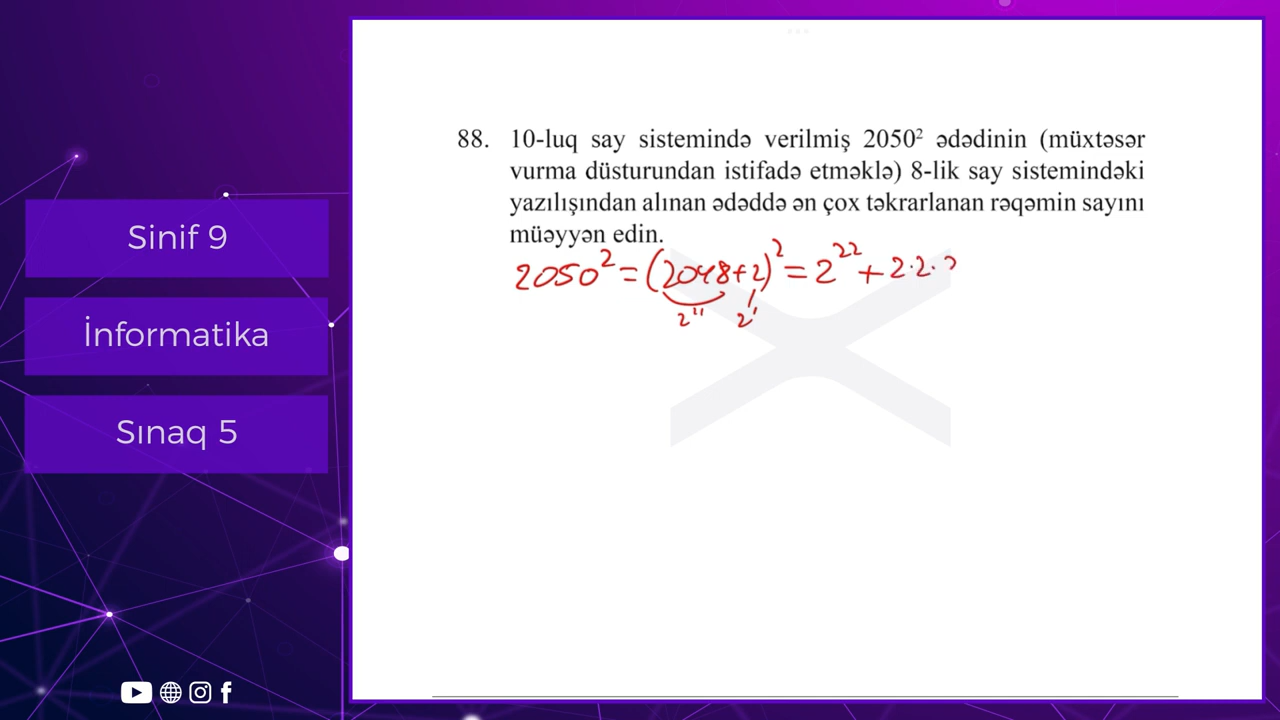 Sinif 9
İnformatika
Sınaq 5
88. 10-luq say sistemində verilmiş 2050² ədədinin (müxtəsər
vurma düsturundan istifadə etməklə) 8-lik say sistemindəki
yazılışından alınan ədəddə ən çox təkrarlanan rəqəmin sayını
müəyyən edin.
2050² = (2048+2)² = 2²² + 2·2·
2¹¹ 2¹